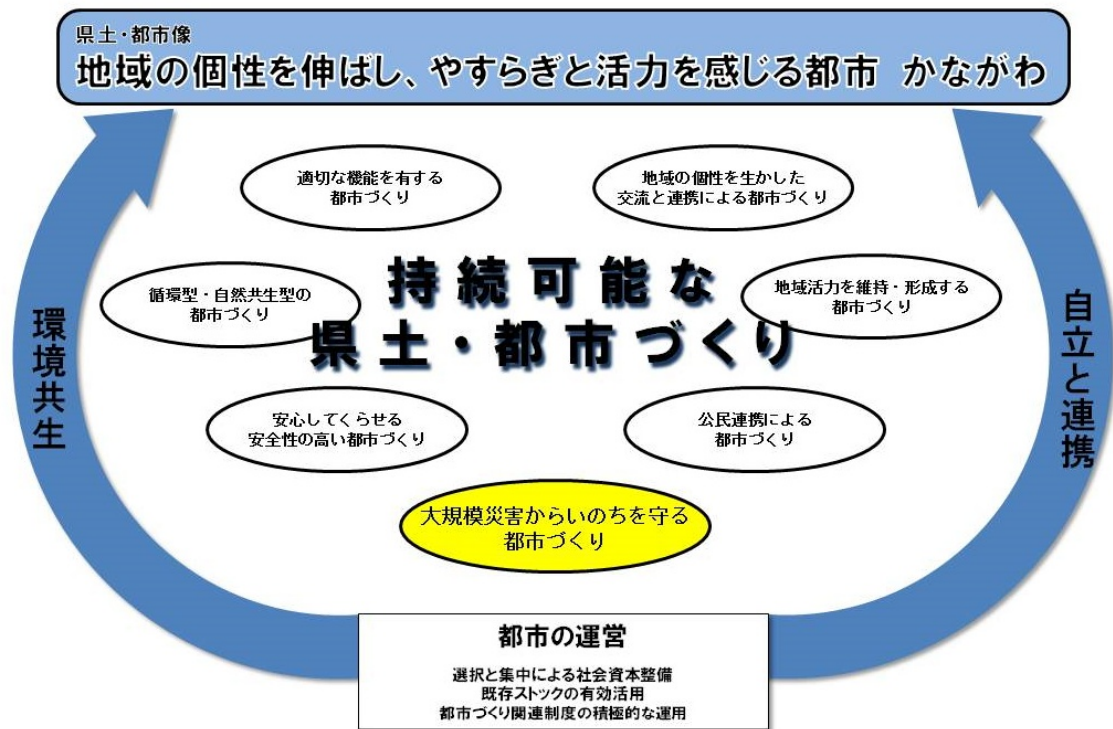 県土・都市像
地域の個性を伸ばし、やすらぎと活力を感じる都市 かながわ
適切な機能を有する
都市づくり
地域の個性を生かした
交流と連携による都市づくり
持続可能な
県土・都市づくり
循環型・自然共生型の
都市づくり
地域活力を維持・形成する
都市づくり
環境共生
自立と連携
安心してくらせる
安全性の高い都市づくり
公民連携による
都市づくり
大規模災害からいのちを守る
都市づくり
都市の運営
選択と集中による社会資本整備
既存ストックの有効活用
都市づくり関連制度の積極的な運用